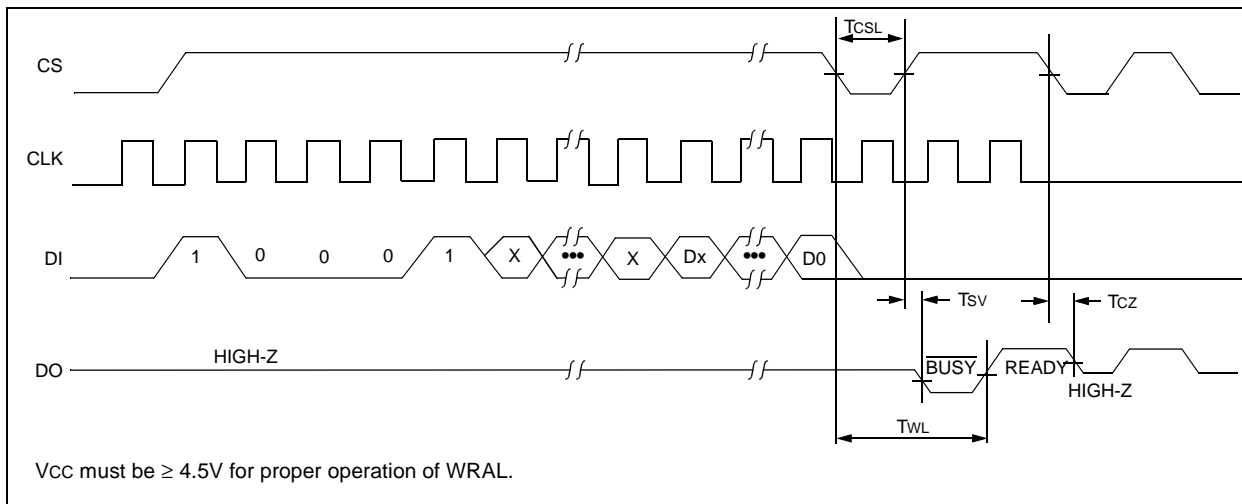 TCSL
CS
CLK
DI
1 0 0 0 1 X ••• X Dx ••• D0
TSV
TCZ
HIGH-Z
DO
BUSY
READY
HIGH-Z
TWL
VCC must be ≥ 4.5V for proper operation of WRAL.